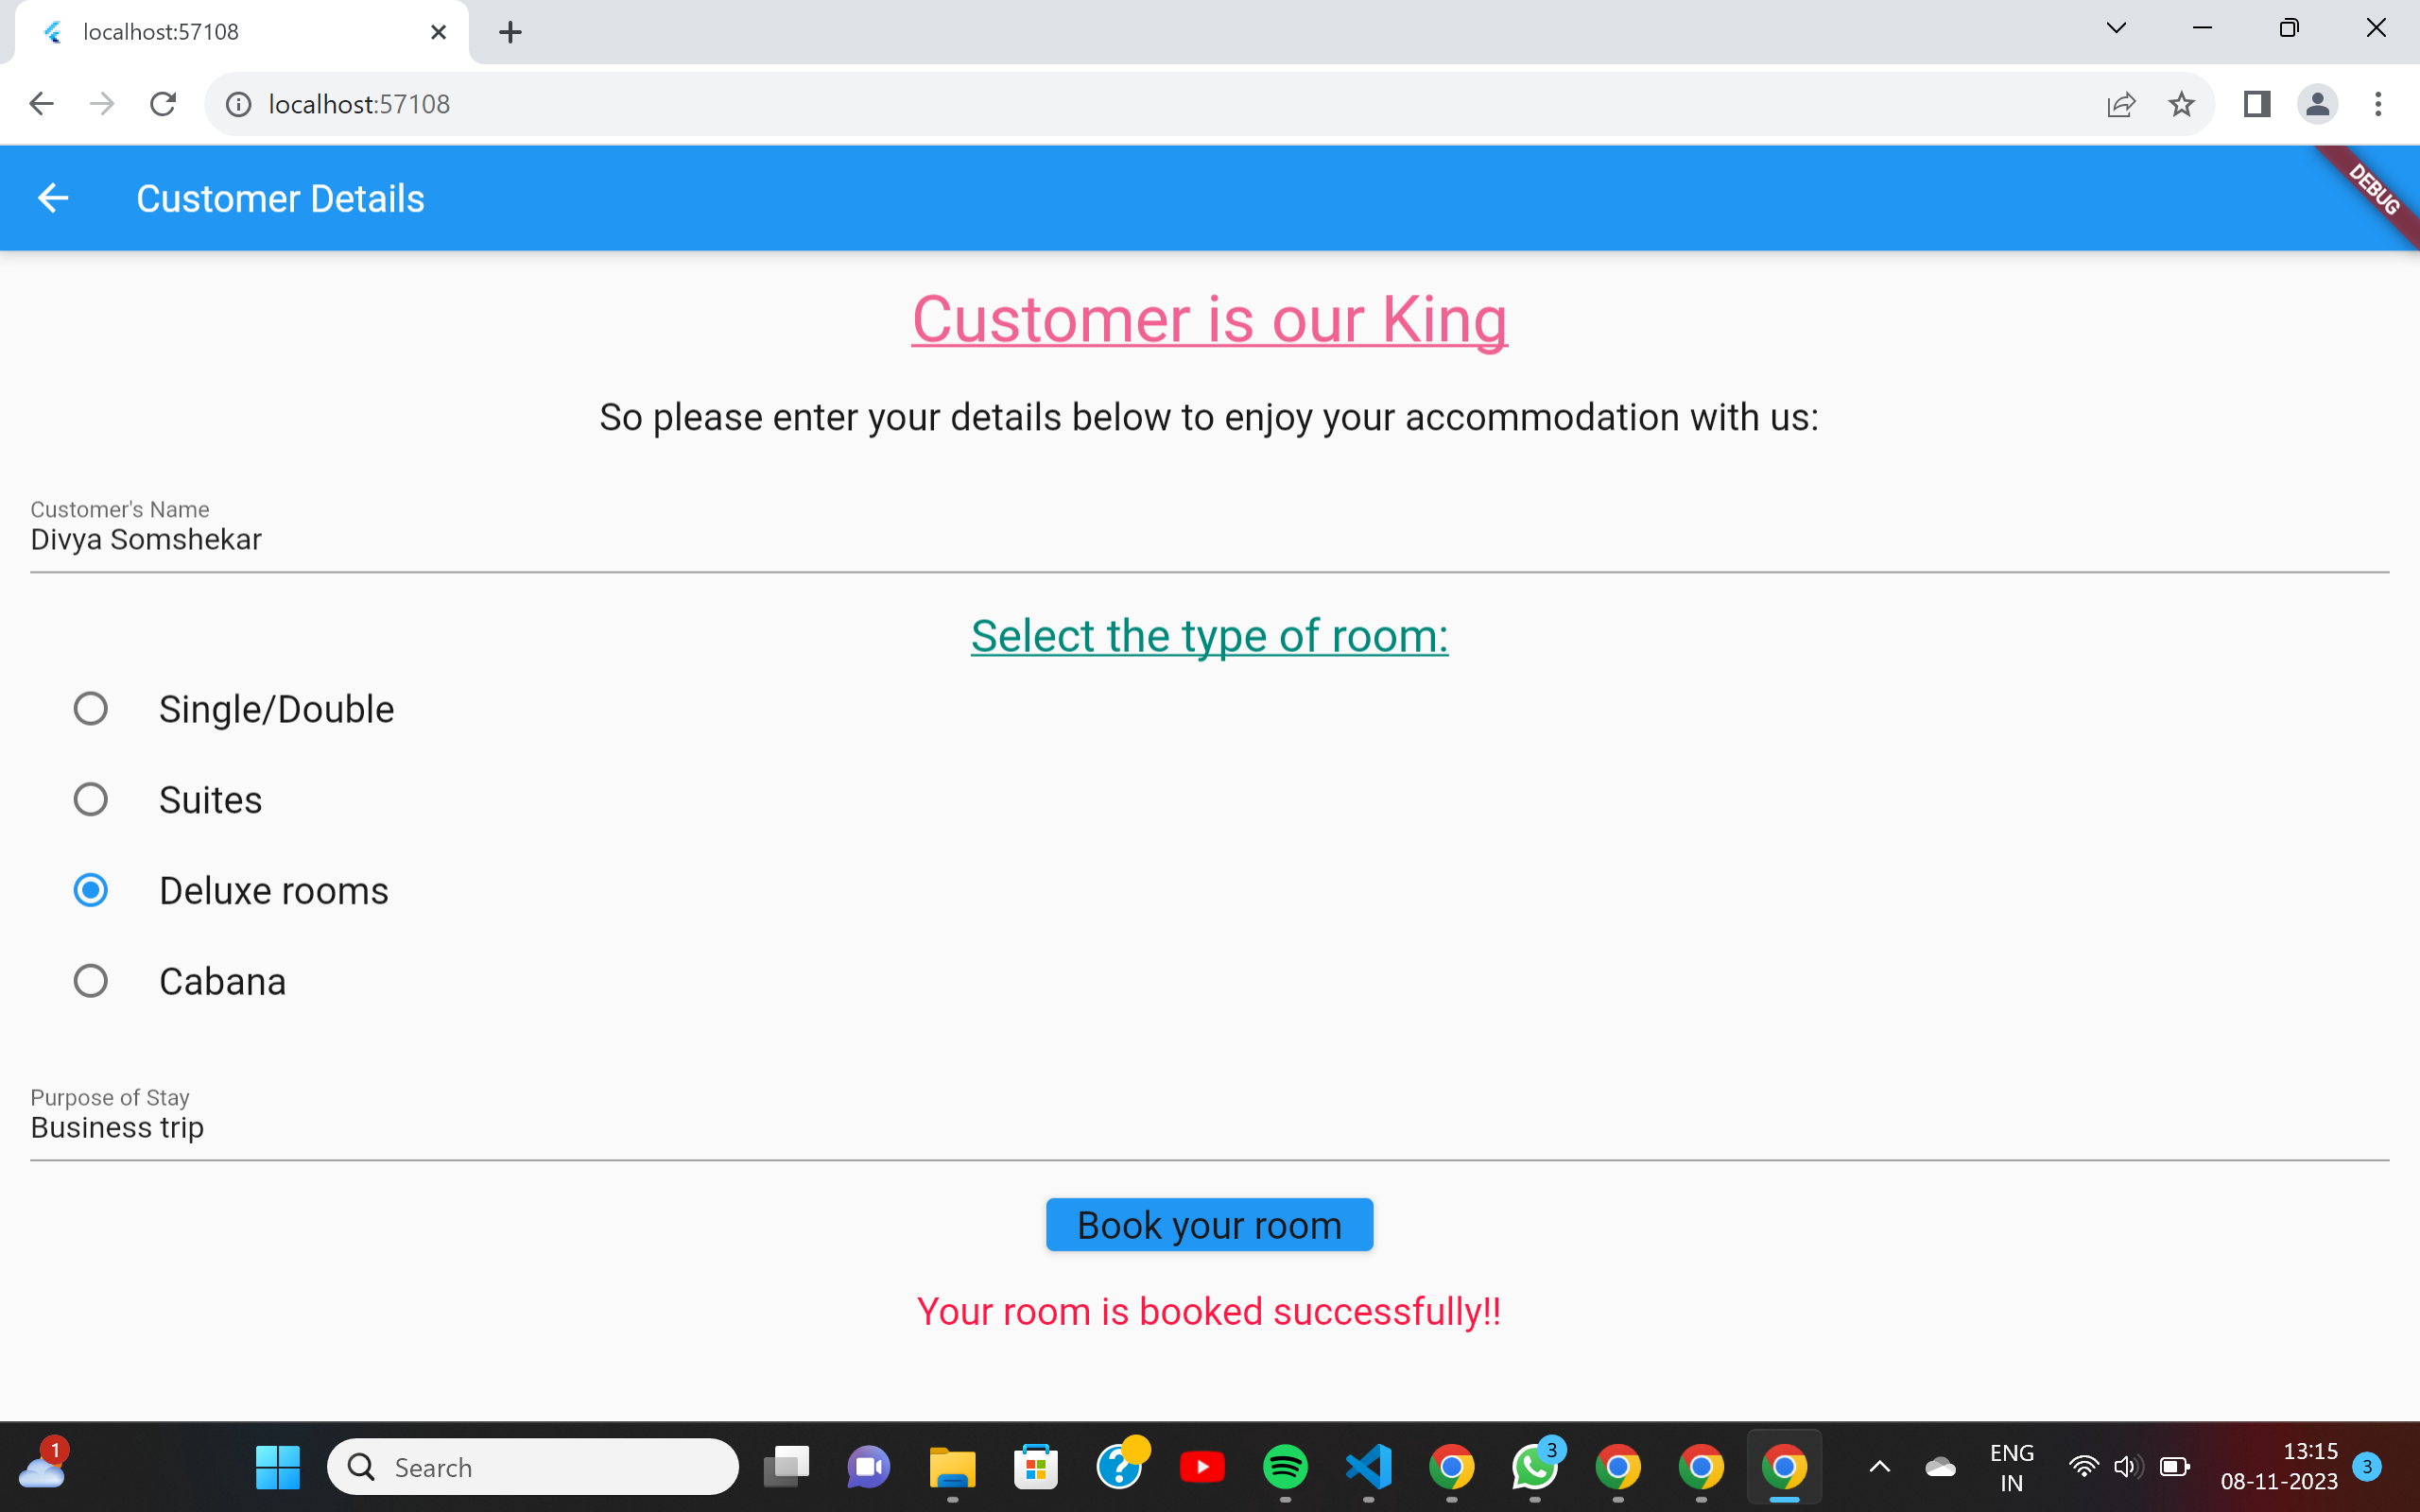 localhost:57108
localhost:57108
Customer Details
DEBUG
Customer is our King
So please enter your details below to enjoy your accommodation with us:
Customer's Name
Divya Somshekar
Select the type of room:
Single/Double
Suites
Deluxe rooms
Cabana
Purpose of Stay
Business trip
Book your room
Your room is booked successfully!!
1
Search
3
ENG
IN
13:15
08-11-2023
3